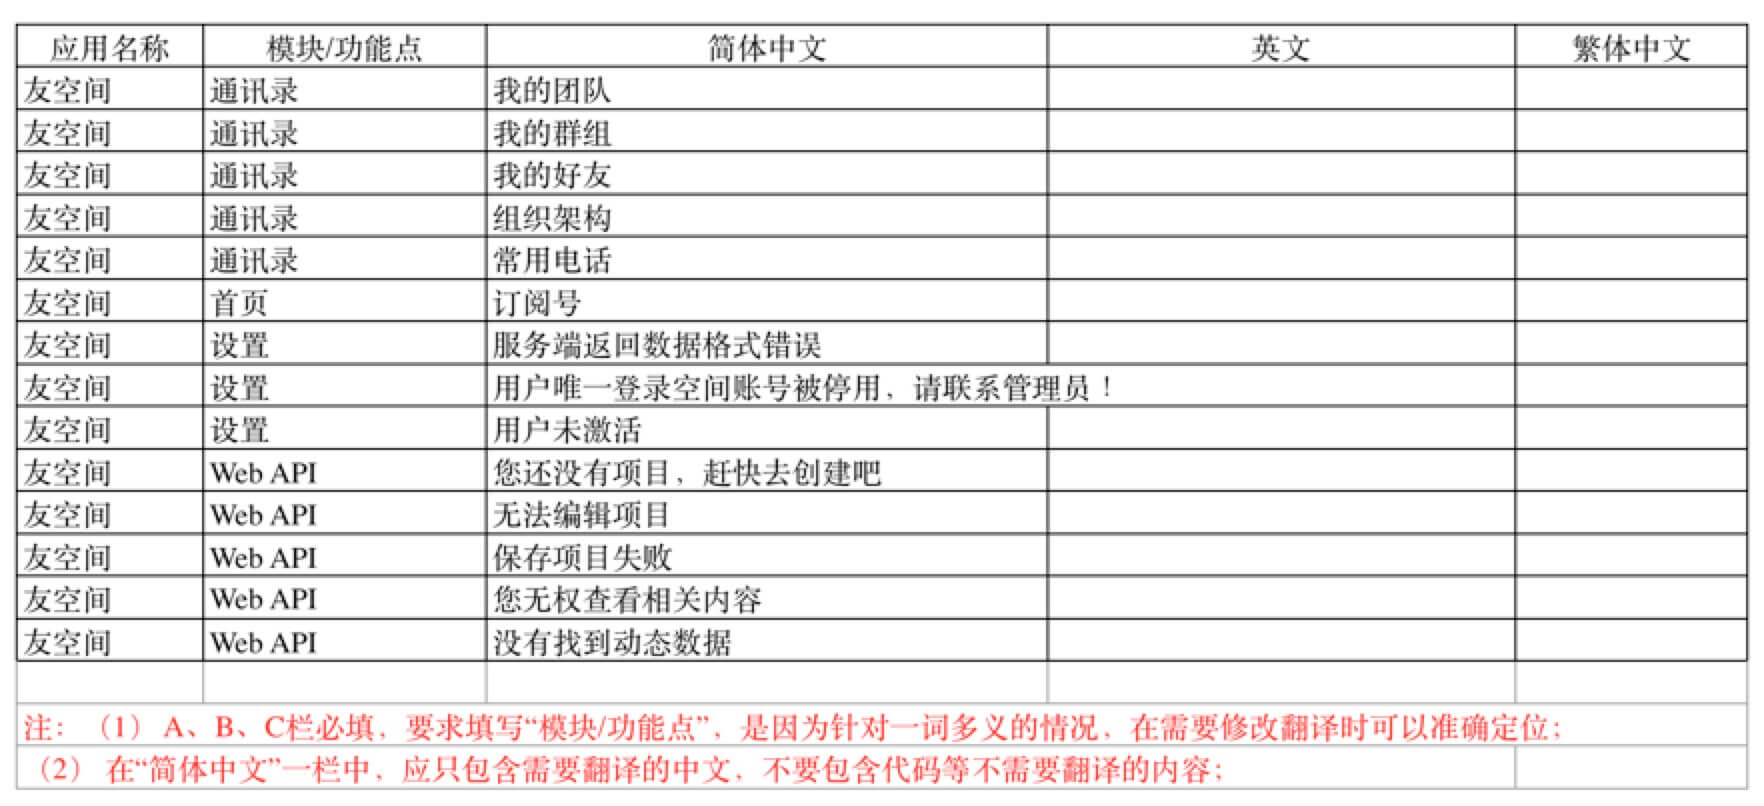 应用名称 模块/功能点 简体中文 英文 繁体中文
友空间 通讯录 我的团队
友空间 通讯录 我的群组
友空间 通讯录 我的好友
友空间 通讯录 组织架构
友空间 通讯录 常用电话
友空间 首页 订阅号
友空间 设置 服务端返回数据格式错误
友空间 设置 用户唯一登录空间账号被停用，请联系管理员！
友空间 设置 用户未激活
友空间 Web API 您还没有项目，赶快去创建吧
友空间 Web API 无法编辑项目
友空间 Web API 保存项目失败
友空间 Web API 您无权查看相关内容
友空间 Web API 没有找到动态数据
注：（1） A、B、C栏必填，要求填写“模块/功能点”，是因为针对一词多义的情况，在需要修改翻译时可以准确定位；
（2） 在“简体中文”一栏中，应只包含需要翻译的中文，不要包含代码等不需要翻译的内容；